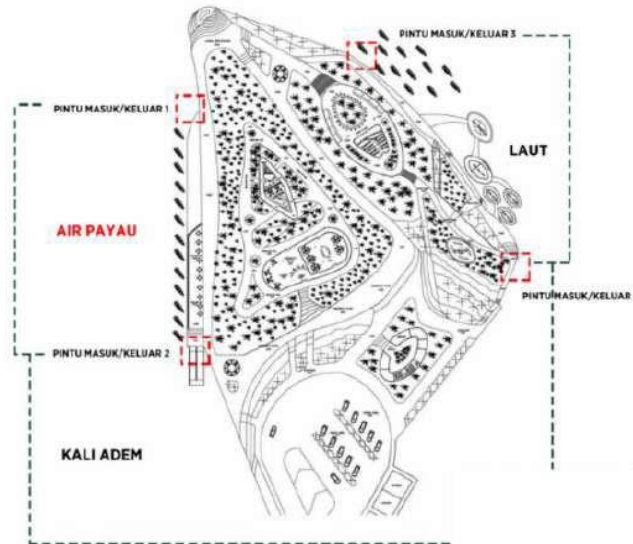 PINTU MASUK/KELUAR 3
PINTU MASUK/KELUAR 1
LAUT
AIR PAYAU
PINTU MASUK/KELUAR
PINTU MASUK/KELUAR 2
KALI ADEM